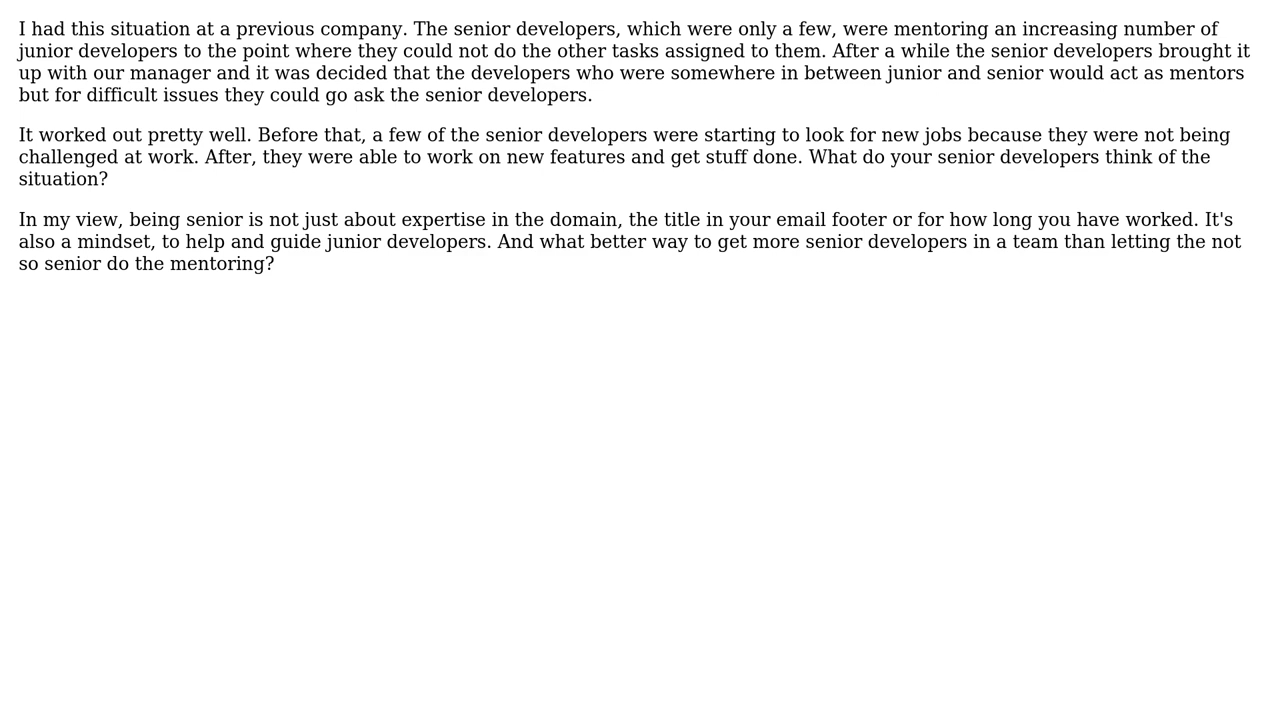 I had this situation at a previous company. The senior developers, which were only a few, were mentoring an increasing number of
junior developers to the point where they could not do the other tasks assigned to them. After a while the senior developers brought it
up with our manager and it was decided that the developers who were somewhere in between junior and senior would act as mentors
but for difficult issues they could go ask the senior developers.
It worked out pretty well. Before that, a few of the senior developers were starting to look for new jobs because they were not being
challenged at work. After, they were able to work on new features and get stuff done. What do your senior developers think of the
situation?
In my view, being senior is not just about expertise in the domain, the title in your email footer or for how long you have worked. It's
also a mindset, to help and guide junior developers. And what better way to get more senior developers in a team than letting the not
so senior do the mentoring?